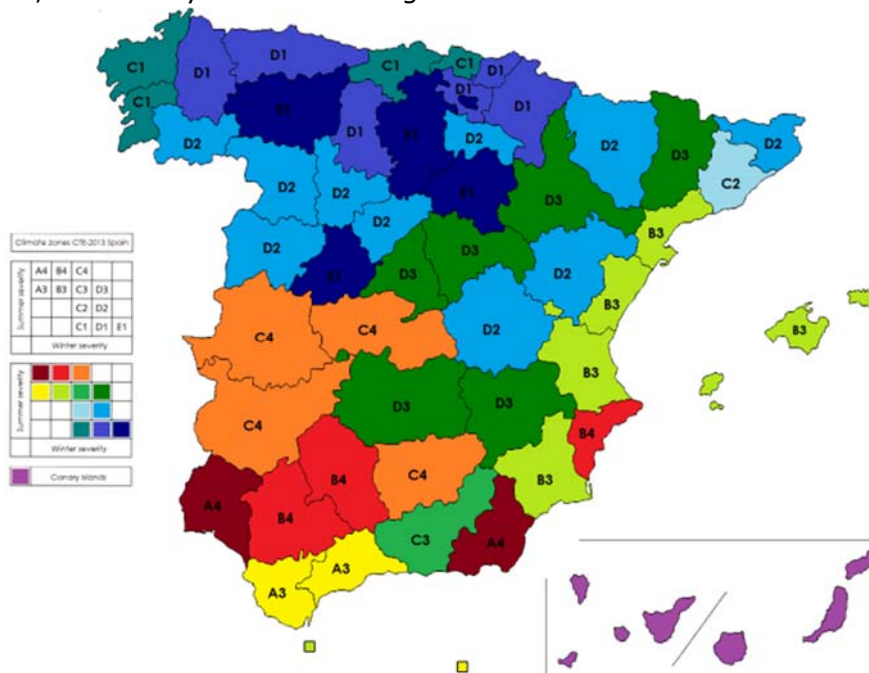 C1
D1
D1
C1
C1
D1
D1
C1
E1
D1
E1
D2
D1
D2
D3
D2
D2
C2
D2
D2
E1
D3
D2
D2
E1
D3
D3
D2
B3
B3
B3
C4
C4
D2
B3
C4
D3
D3
B4
A4
B4
B4
C4
B3
C3
A4
A3
A3
Climate zones CTE-2013 Spain
Summer severity
A4 B4 C4
A3 B3 C3 D3
C2 D2
C1 D1 E1
Winter severity
Summer severity
Winter severity
Canary Islands